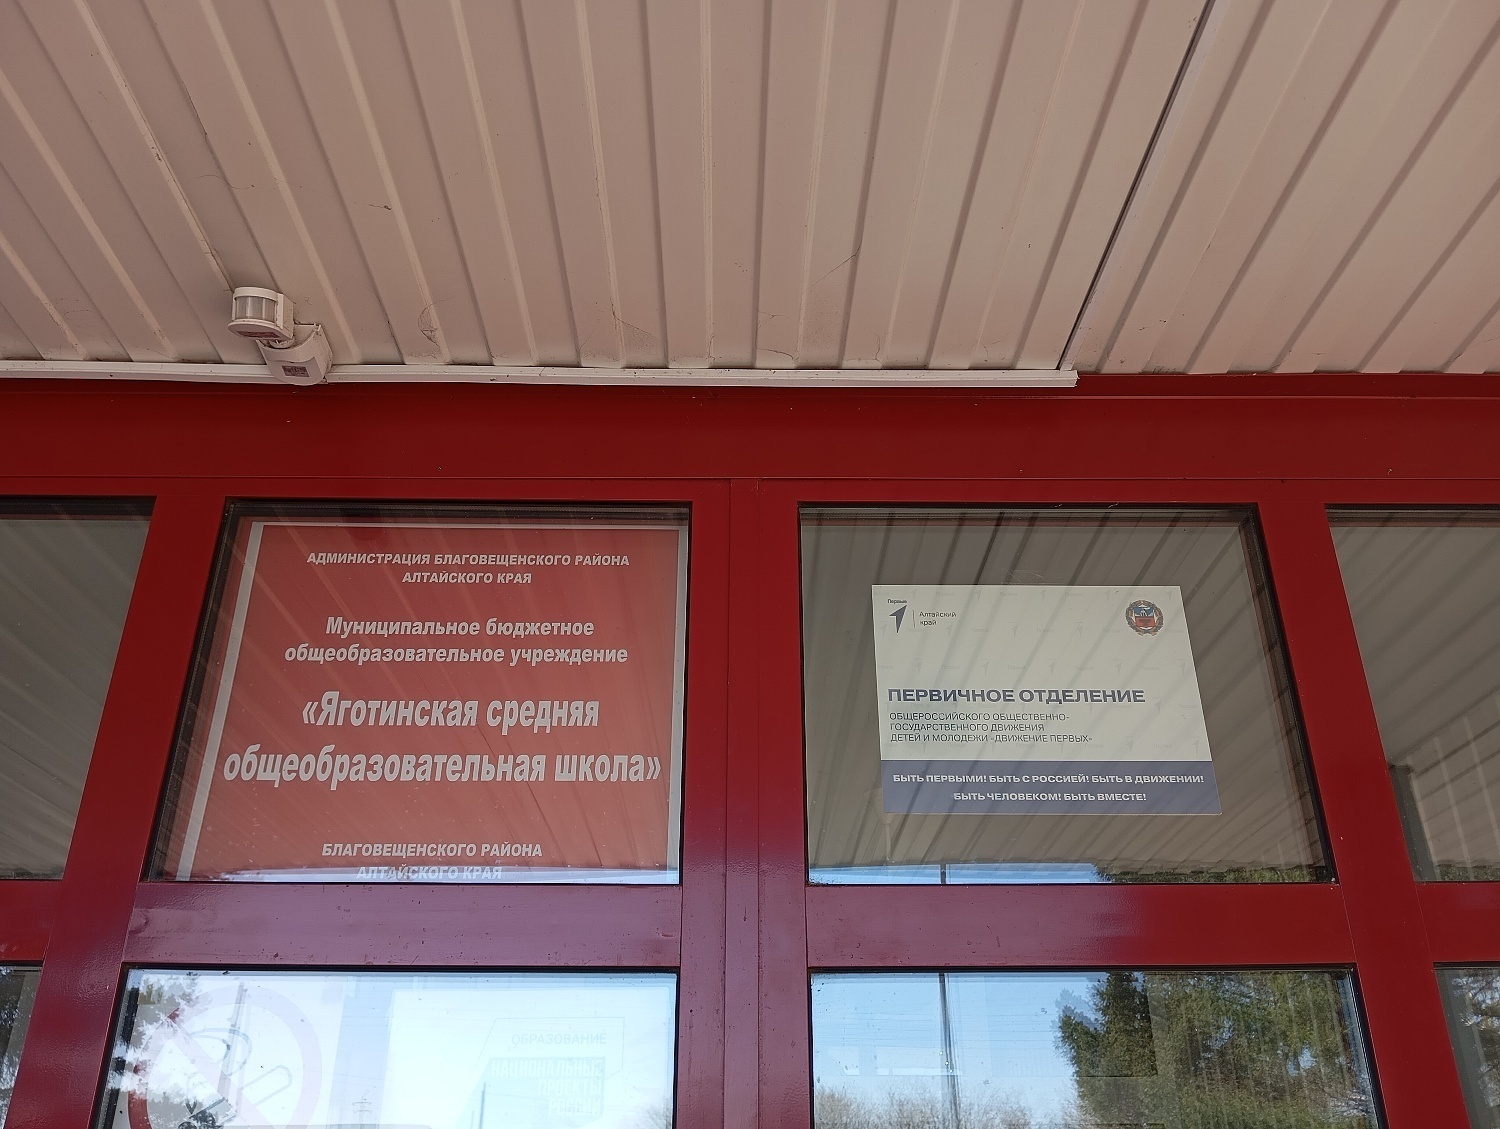 АДМИНИСТРАЦИЯ БЛАГОВЕЩЕНСКОГО РАЙОНА
АЛТАЙСКОГО КРАЯ
Муниципальное бюджетное
общеобразовательное учреждение
«Яготинская средняя
общеобразовательная школа»
БЛАГОВЕЩЕНСКОГО РАЙОНА
АЛТАЙСКОГО КРАЯ
Первые
Алтайский
край
ПЕРВИЧНОЕ ОТДЕЛЕНИЕ
ОБЩЕРОССИЙСКОГО ОБЩЕСТВЕННО-
ГОСУДАРСТВЕННОГО ДВИЖЕНИЯ
ДЕТЕЙ И МОЛОДЕЖИ «ДВИЖЕНИЕ ПЕРВЫХ»
БЫТЬ ПЕРВЫМИ! БЫТЬ С РОССИЕЙ! БЫТЬ В ДВИЖЕНИИ!
БЫТЬ ЧЕЛОВЕКОМ! БЫТЬ ВМЕСТЕ!
ОБРАЗОВАНИЕ
НАЦИОНАЛЬНЫЕ
ПРОЕКТЫ